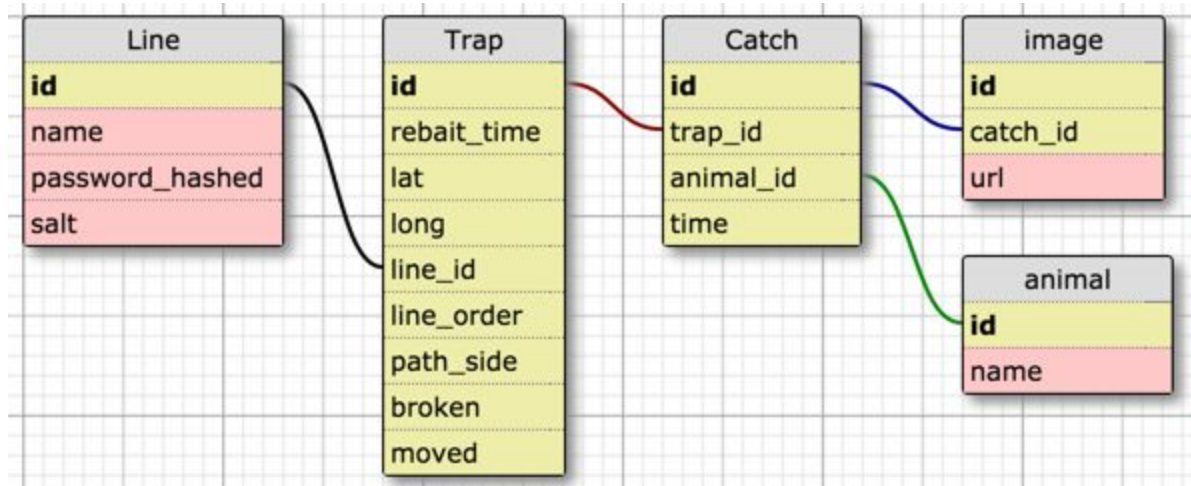 Line
id
name
password_hashed
salt
Trap
id
rebait_time
lat
long
line_id
line_order
path_side
broken
moved
Catch
id
trap_id
animal_id
time
image
id
catch_id
url
animal
id
name